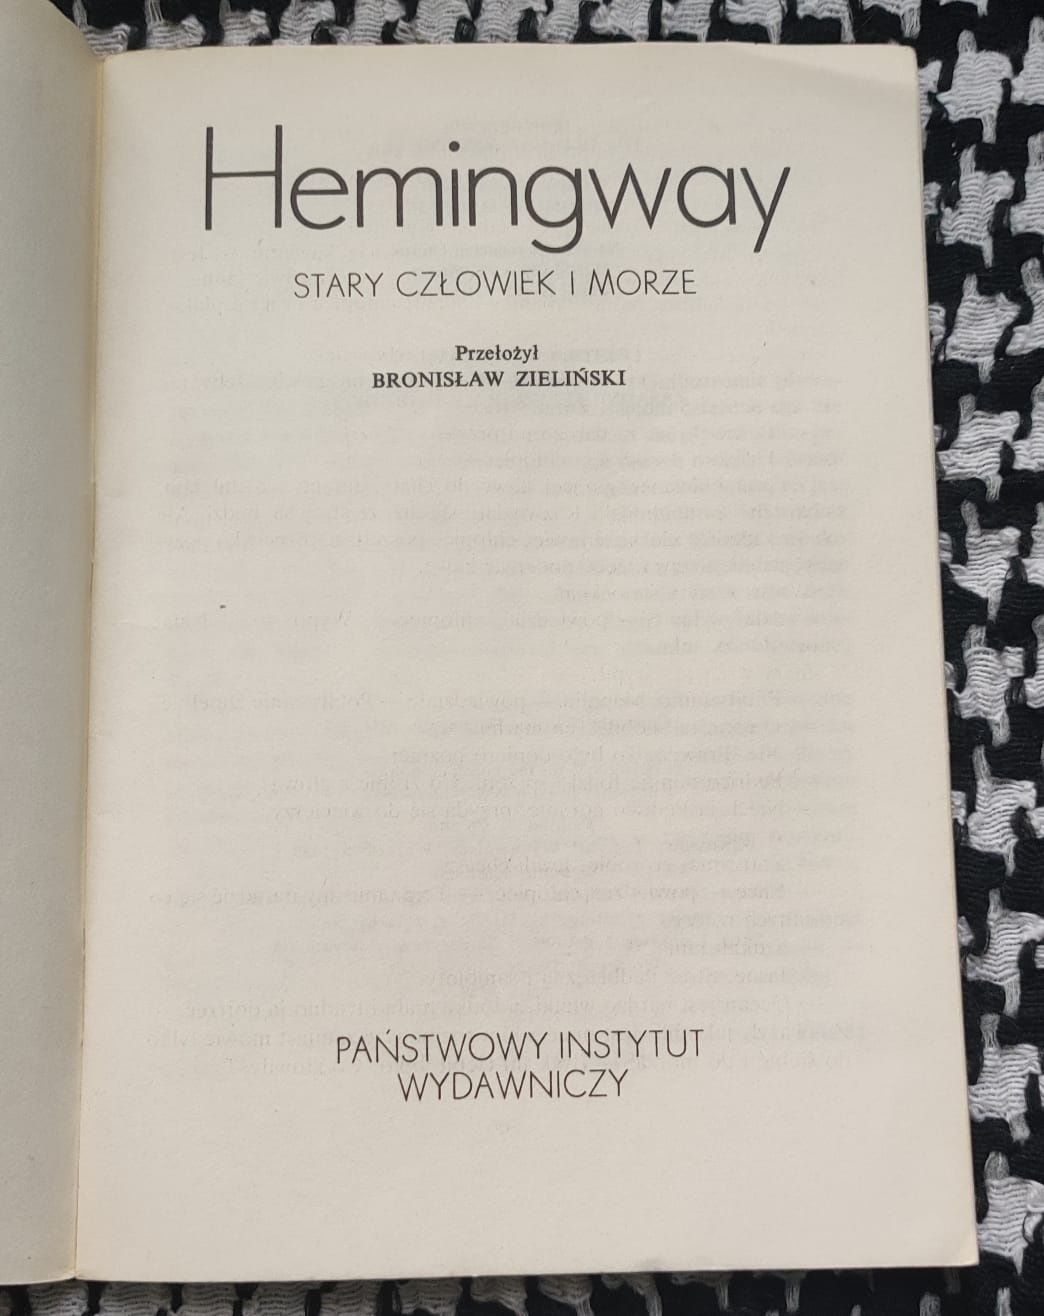 Hemingway
STARY CZŁOWIEK I MORZE
Przełożył
BRONISŁAW ZIELIŃSKI
PAŃSTWOWY INSTYTUT
WYDAWNICZY